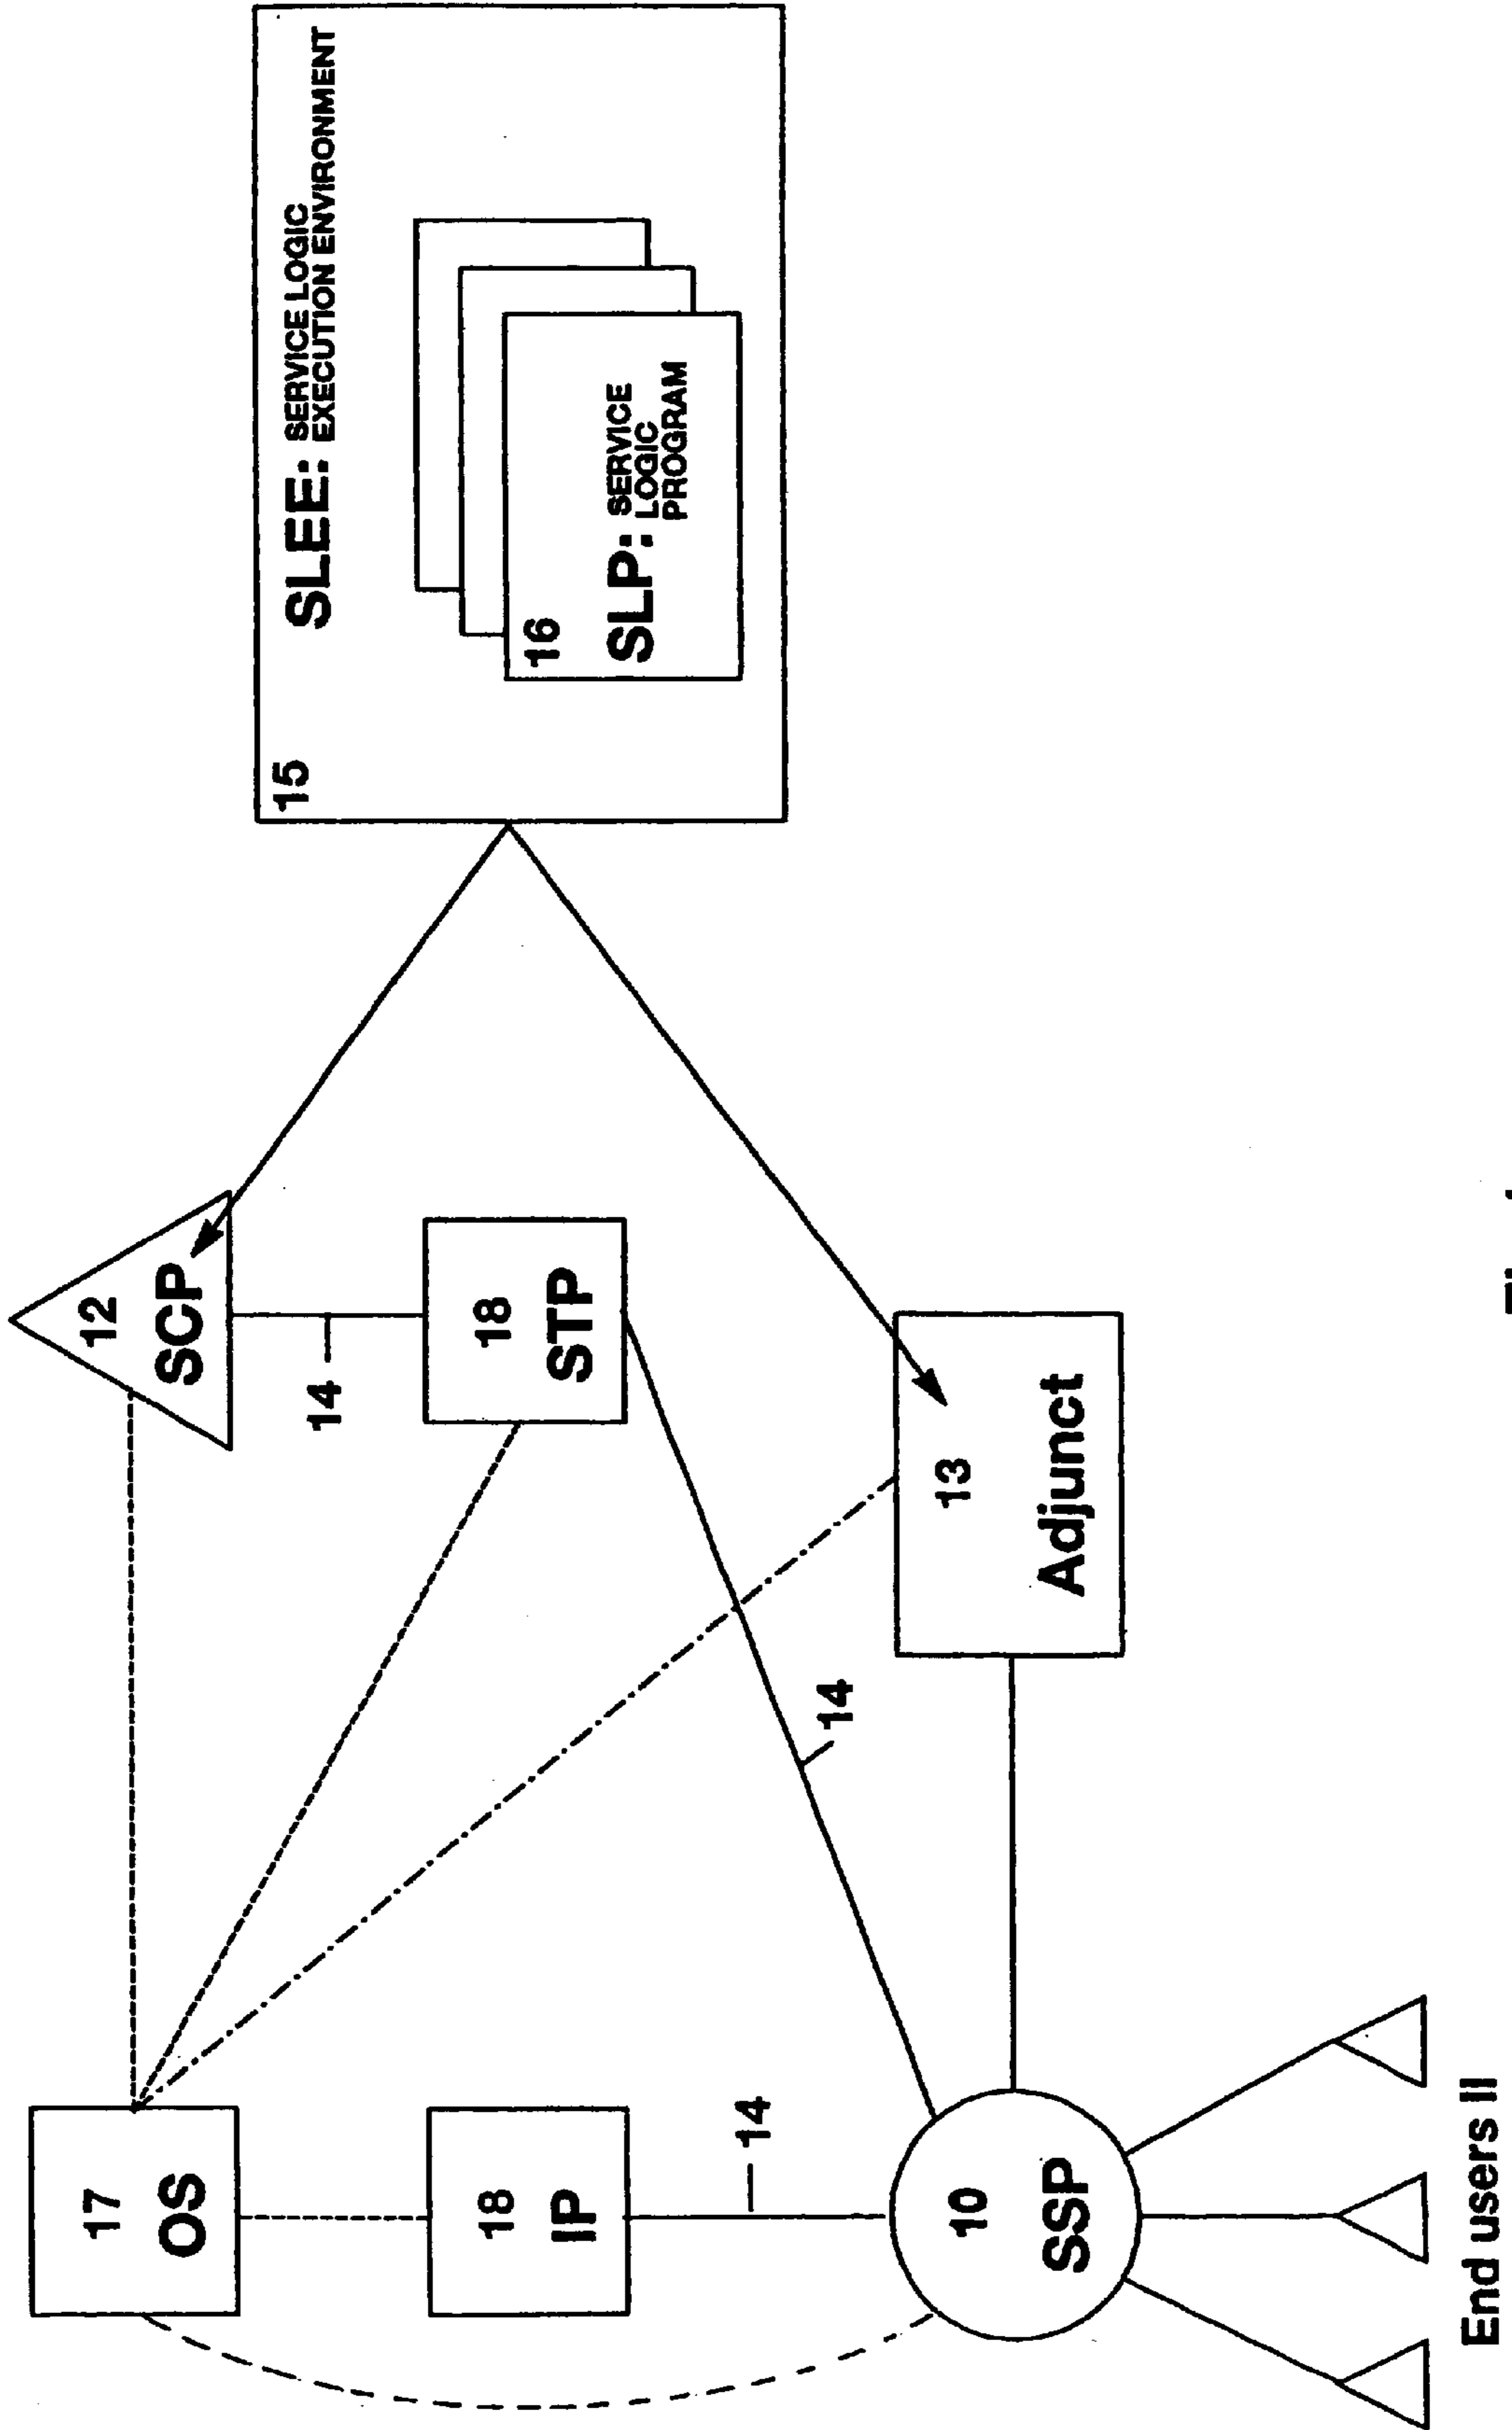 17
OS
12
SCP
14
18
IP
18
STP
14
14
10
SSP
13
Adjunct
End users II
15
SLEE: SERVICE LOGIC
EXECUTION ENVIRONMENT
16
SLP: SERVICE
LOGIC
PROGRAM